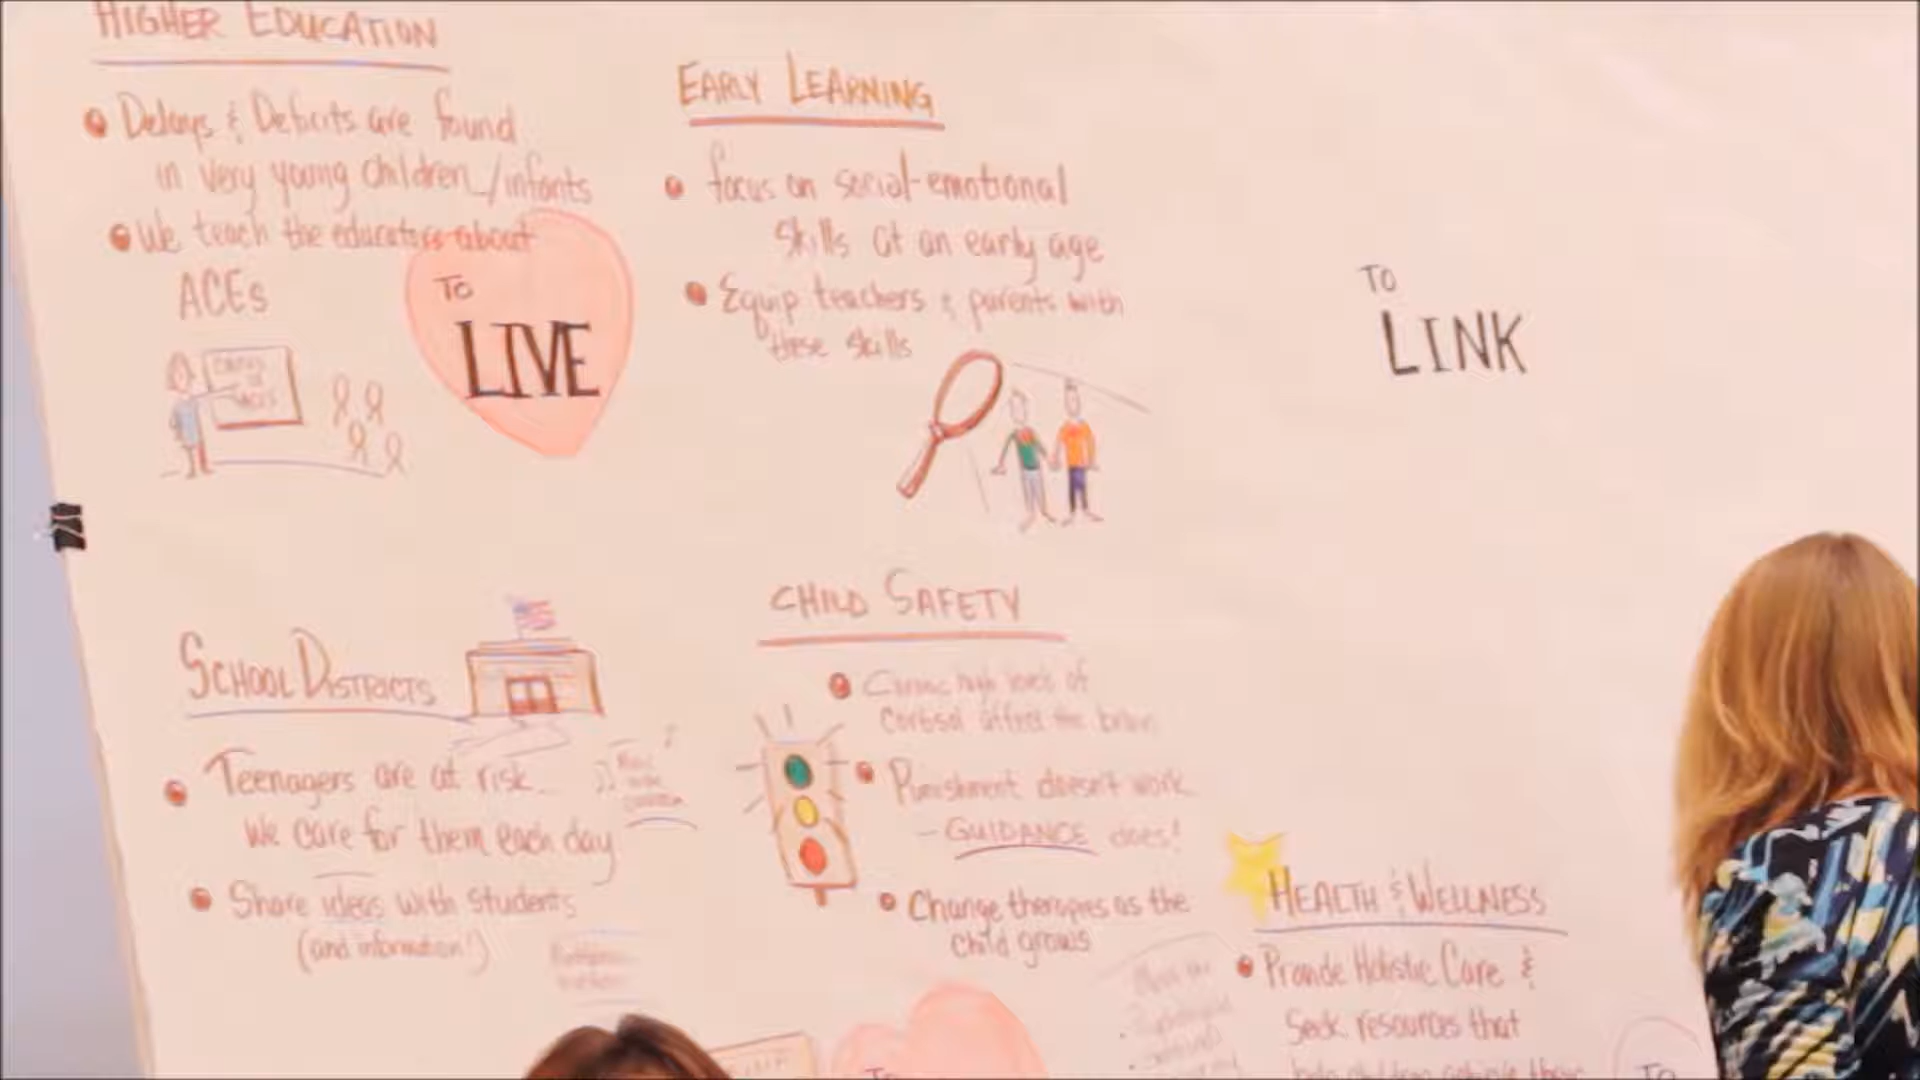 HIGHER EDUCATION
Delays & Deficits are found
in very young children/infants
We teach the educators about
ACEs
TO
LIVE
EARLY LEARNING
focus on social-emotional
skills at an early age
Equip teachers & parents with
these skills
TO
LINK
SCHOOL DISTRICTS
Teenagers are at risk...
We care for them each day
Share ideas with students
(and information!)
CHILD SAFETY
Chronic high levels of
cortisol affect the brain
Punishment doesn't work
- GUIDANCE does!
Change therapies as the
child grows
HEALTH & WELLNESS
Provide Holistic Care &
Seek resources that
help children
To
To